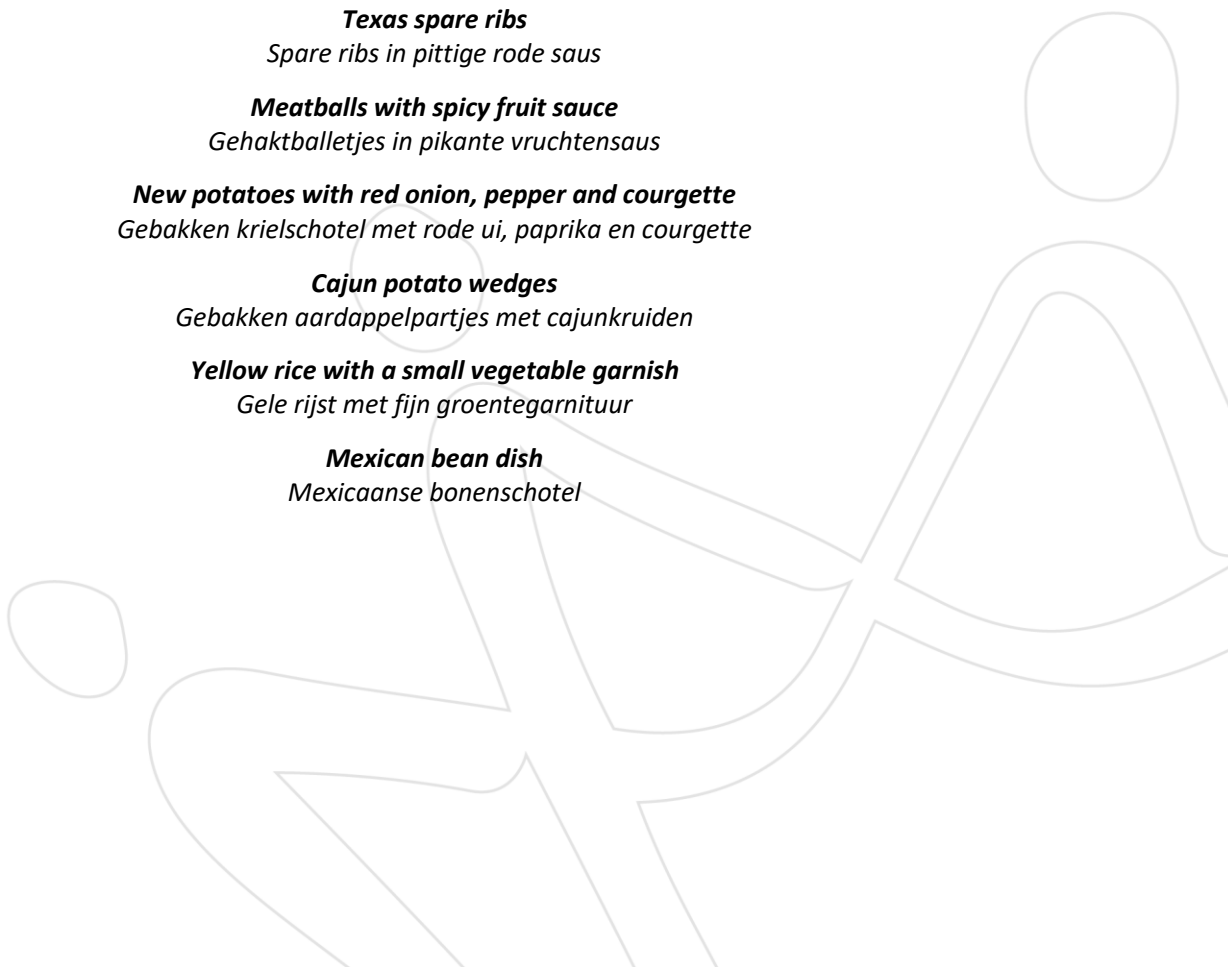 Texas spare ribs
Spare ribs in pittige rode saus
Meatballs with spicy fruit sauce
Gehaktballetjes in pikante vruchtensaus
New potatoes with red onion, pepper and courgette
Gebakken krielschotel met rode ui, paprika en courgette
Cajun potato wedges
Gebakken aardappelpartjes met cajunkruiden
Yellow rice with a small vegetable garnish
Gele rijst met fijn groentegarnituur
Mexican bean dish
Mexicaanse bonenschotel